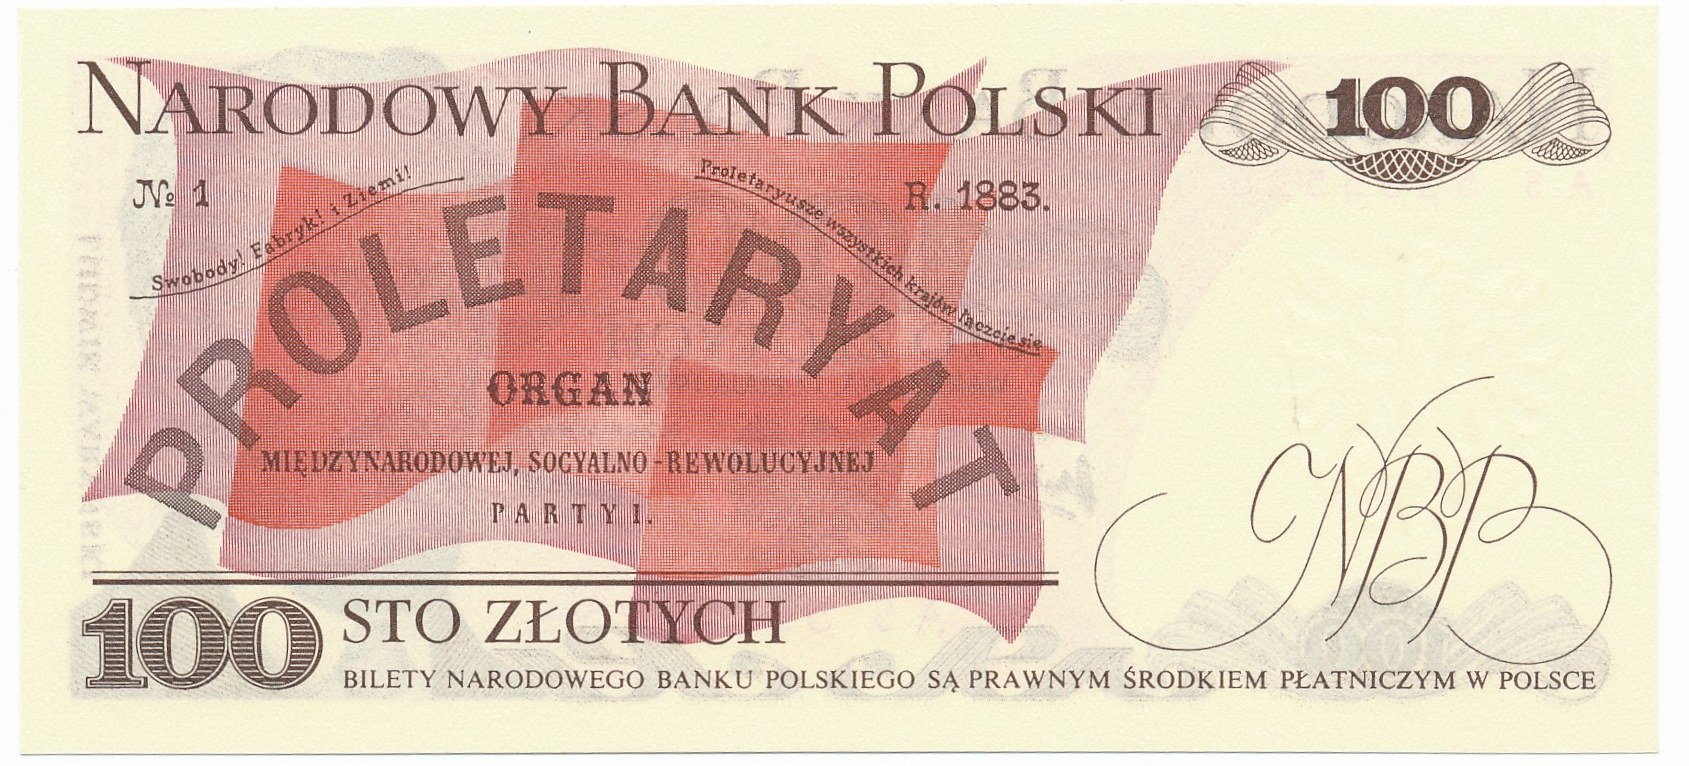 NARODOWY BANK POLSKI
100
№ 1
R. 1883.
Swobody! Fabryk! i Ziemi!
Proletaryusze wszystkich krajów łączcie się
PROLETARYAT
ORGAN
MIĘDZYNARODOWEJ, SOCYALNO-REWOLUCYJNEJ
PARTYI.
NBP
100
STO ZŁOTYCH
BILETY NARODOWEGO BANKU POLSKIEGO SĄ PRAWNYM ŚRODKIEM PŁATNICZYM W POLSCE